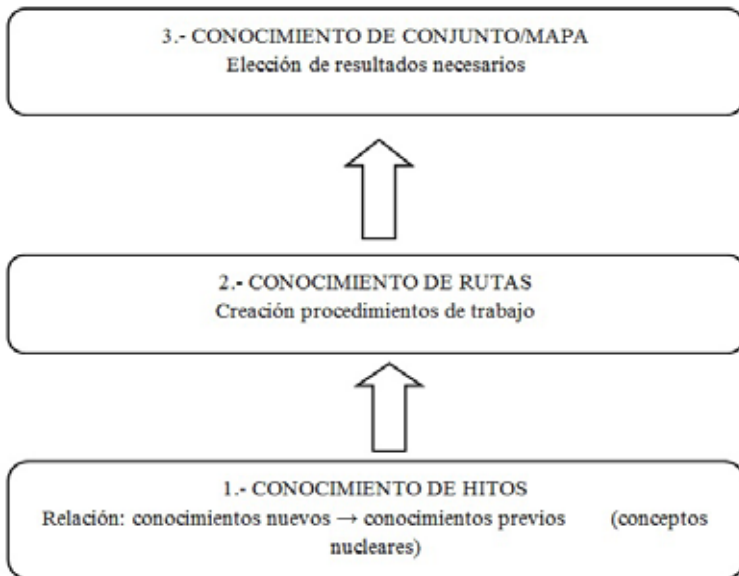 3.- CONOCIMIENTO DE CONJUNTO/MAPA
Elección de resultados necesarios
2.- CONOCIMIENTO DE RUTAS
Creación procedimientos de trabajo
1.- CONOCIMIENTO DE HITOS
Relación: conocimientos nuevos → conocimientos previos (conceptos
nucleares)